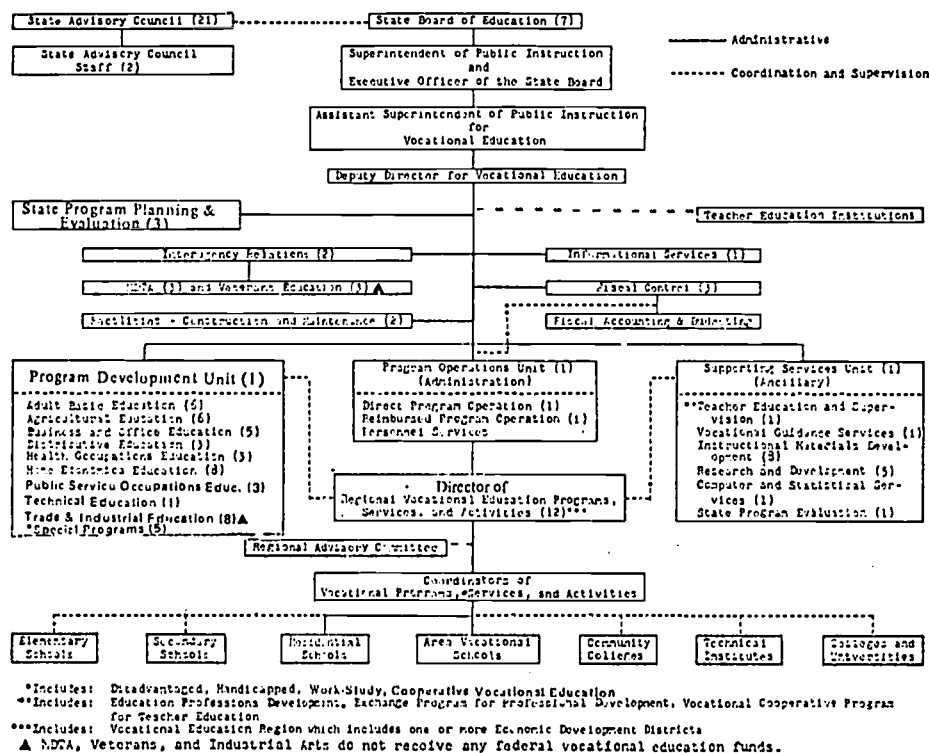 State Advisory Council (21)
State Board of Education (7)
State Advisory Council
Staff (2)
Superintendent of Public Instruction
and
Executive Officer of the State Board
Administrative
Coordination and Supervision
Assistant Superintendent of Public Instruction
for
Vocational Education
Deputy Director for Vocational Education
State Program Planning &
Evaluation (3)
Teacher Education Institutions
Interagency Relations (2)
Informational Services (1)
MDTA (3) and Veterans Education (3) ▲
Fiscal Control (3)
Facilities - Construction and Maintenance (2)
Fiscal Accounting & Budgeting
Program Development Unit (1)
Adult Basic Education (6)
Agricultural Education (6)
Business and Office Education (5)
Distributive Education (3)
Health Occupations Education (3)
Home Economics Education (8)
Public Service Occupations Educ. (3)
Technical Education (1)
Trade & Industrial Education (8)▲
*Special Programs (5)
Program Operations Unit (1)
(Administration)
Direct Program Operation (1)
Reimbursed Program Operation (1)
Personnel Services
Supporting Services Unit (1)
(Ancillary)
**Teacher Education and Super-
vision (1)
Vocational Guidance Services (1)
Instructional Materials Devel-
opment (3)
Research and Development (5)
Computer and Statistical Ser-
vices (1)
State Program Evaluation (1)
Director of
Regional Vocational Education Programs,
Services, and Activities (12)***
Regional Advisory Committee
Coordinators of
Vocational Programs, Services, and Activities
Elementary
Schools
Secondary
Schools
Residential
Schools
Area Vocational
Schools
Community
Colleges
Technical
Institutes
Colleges and
Universities
*Includes: Disadvantaged, Handicapped, Work-Study, Cooperative Vocational Education
**Includes: Education Professions Development, Exchange Program for Professional Development, Vocational Cooperative Program
for Teacher Education
***Includes: Vocational Education Region which includes one or more Economic Development Districts
▲ MDTA, Veterans, and Industrial Arts do not receive any federal vocational education funds.